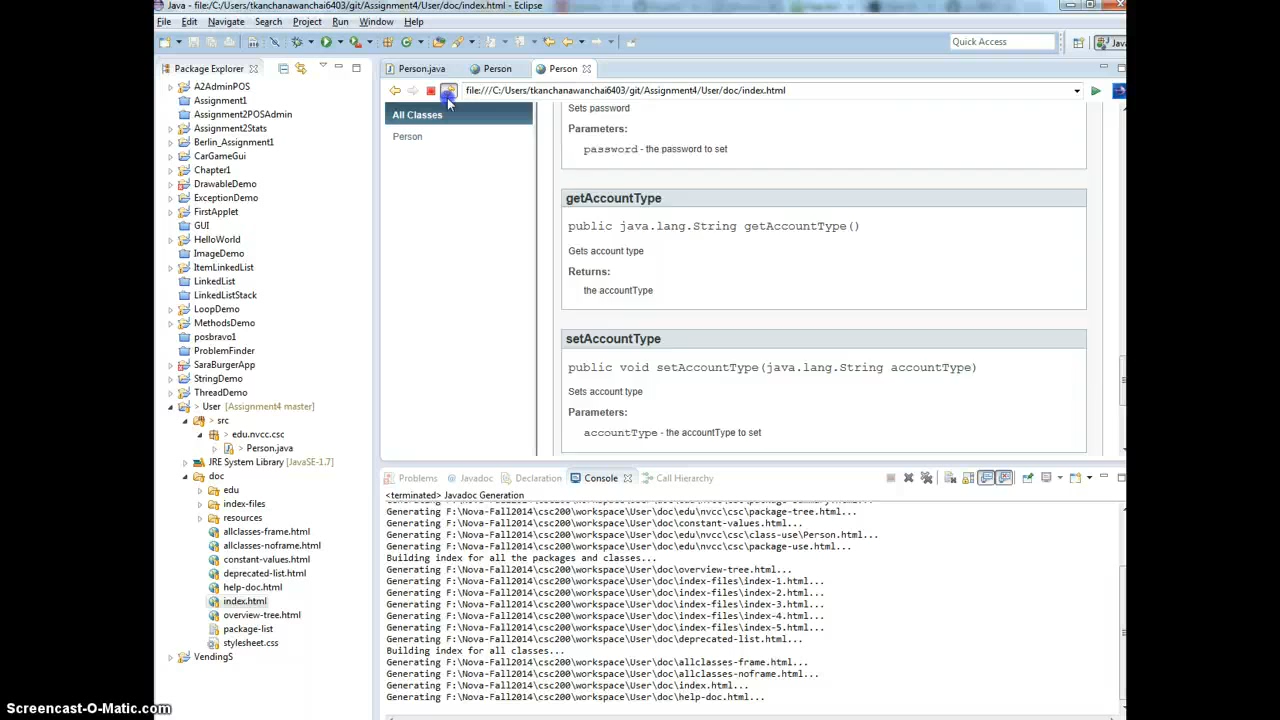 Java - file:/C:/Users/tkanchanawanchai6403/git/Assignment4/User/doc/index.html - Eclipse
File Edit Navigate Search Project Run Window Help
Quick Access
Java
Package Explorer
A2AdminPOS
Assignment1
Assignment2POSAdmin
Assignment2Stats
Berlin_Assignment1
CarGameGui
Chapter1
DrawableDemo
ExceptionDemo
FirstApplet
GUI
HelloWorld
ImageDemo
ItemLinkedList
LinkedList
LinkedListStack
LoopDemo
MethodsDemo
posbravo1
ProblemFinder
SaraBurgerApp
StringDemo
ThreadDemo
> User [Assignment4 master]
> src
> edu.nvcc.csc
> Person.java
JRE System Library [JavaSE-1.7]
doc
edu
index-files
resources
allclasses-frame.html
allclasses-noframe.html
constant-values.html
deprecated-list.html
help-doc.html
index.html
overview-tree.html
package-list
stylesheet.css
VendingS
Person.java Person Person
file:///C:/Users/tkanchanawanchai6403/git/Assignment4/User/doc/index.html
All Classes
Person
Sets password
Parameters:
password - the password to set
getAccountType
public java.lang.String getAccountType()
Gets account type
Returns:
the accountType
setAccountType
public void setAccountType(java.lang.String accountType)
Sets account type
Parameters:
accountType - the accountType to set
Problems @ Javadoc Declaration Console Call Hierarchy
<terminated> Javadoc Generation
Generating F:\Nova-Fall2014\csc200\workspace\User\doc\edu\nvcc\csc\package-tree.html...
Generating F:\Nova-Fall2014\csc200\workspace\User\doc\constant-values.html...
Generating F:\Nova-Fall2014\csc200\workspace\User\doc\edu\nvcc\csc\class-use\Person.html...
Generating F:\Nova-Fall2014\csc200\workspace\User\doc\edu\nvcc\csc\package-use.html...
Building index for all the packages and classes...
Generating F:\Nova-Fall2014\csc200\workspace\User\doc\overview-tree.html...
Generating F:\Nova-Fall2014\csc200\workspace\User\doc\index-files\index-1.html...
Generating F:\Nova-Fall2014\csc200\workspace\User\doc\index-files\index-2.html...
Generating F:\Nova-Fall2014\csc200\workspace\User\doc\index-files\index-3.html...
Generating F:\Nova-Fall2014\csc200\workspace\User\doc\index-files\index-4.html...
Generating F:\Nova-Fall2014\csc200\workspace\User\doc\index-files\index-5.html...
Generating F:\Nova-Fall2014\csc200\workspace\User\doc\deprecated-list.html...
Building index for all classes...
Generating F:\Nova-Fall2014\csc200\workspace\User\doc\allclasses-frame.html...
Generating F:\Nova-Fall2014\csc200\workspace\User\doc\allclasses-noframe.html...
Generating F:\Nova-Fall2014\csc200\workspace\User\doc\index.html...
Generating F:\Nova-Fall2014\csc200\workspace\User\doc\help-doc.html...
Screencast-O-Matic.com